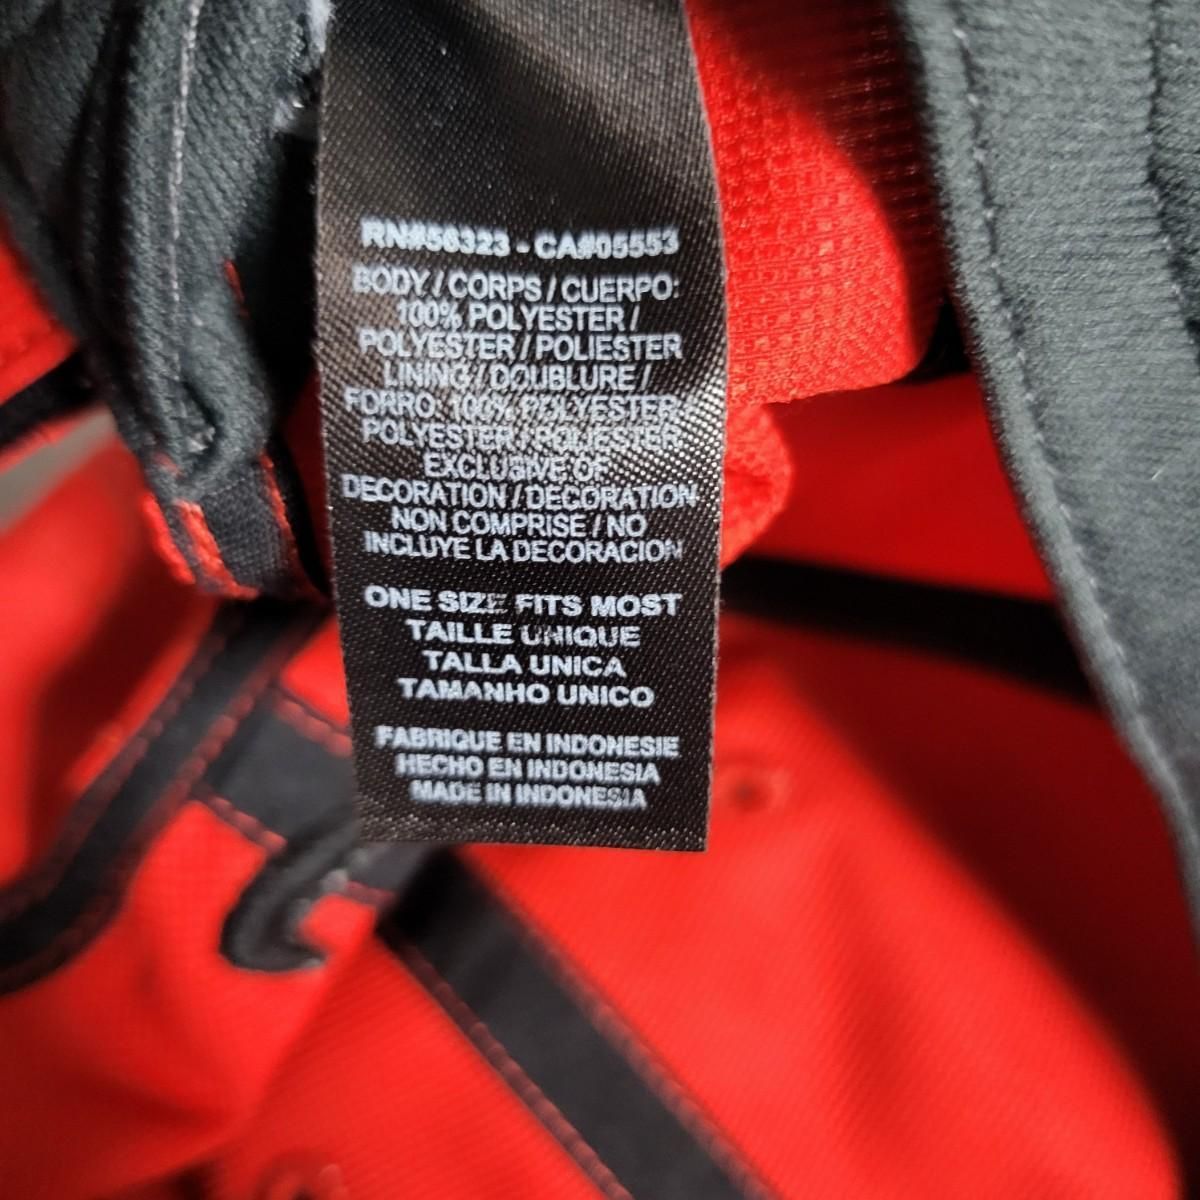 RN#56323 - CA#05553
BODY / CORPS / CUERPO:
100% POLYESTER /
POLYESTER / POLIESTER
LINING / DOUBLURE /
FORRO: 100% POLYESTER /
POLYESTER / POLIESTER
EXCLUSIVE OF
DECORATION / DECORATION
NON COMPRISE / NO
INCLUYE LA DECORACION
ONE SIZE FITS MOST
TAILLE UNIQUE
TALLA UNICA
TAMANHO UNICO
FABRIQUE EN INDONESIE
HECHO EN INDONESIA
MADE IN INDONESIA